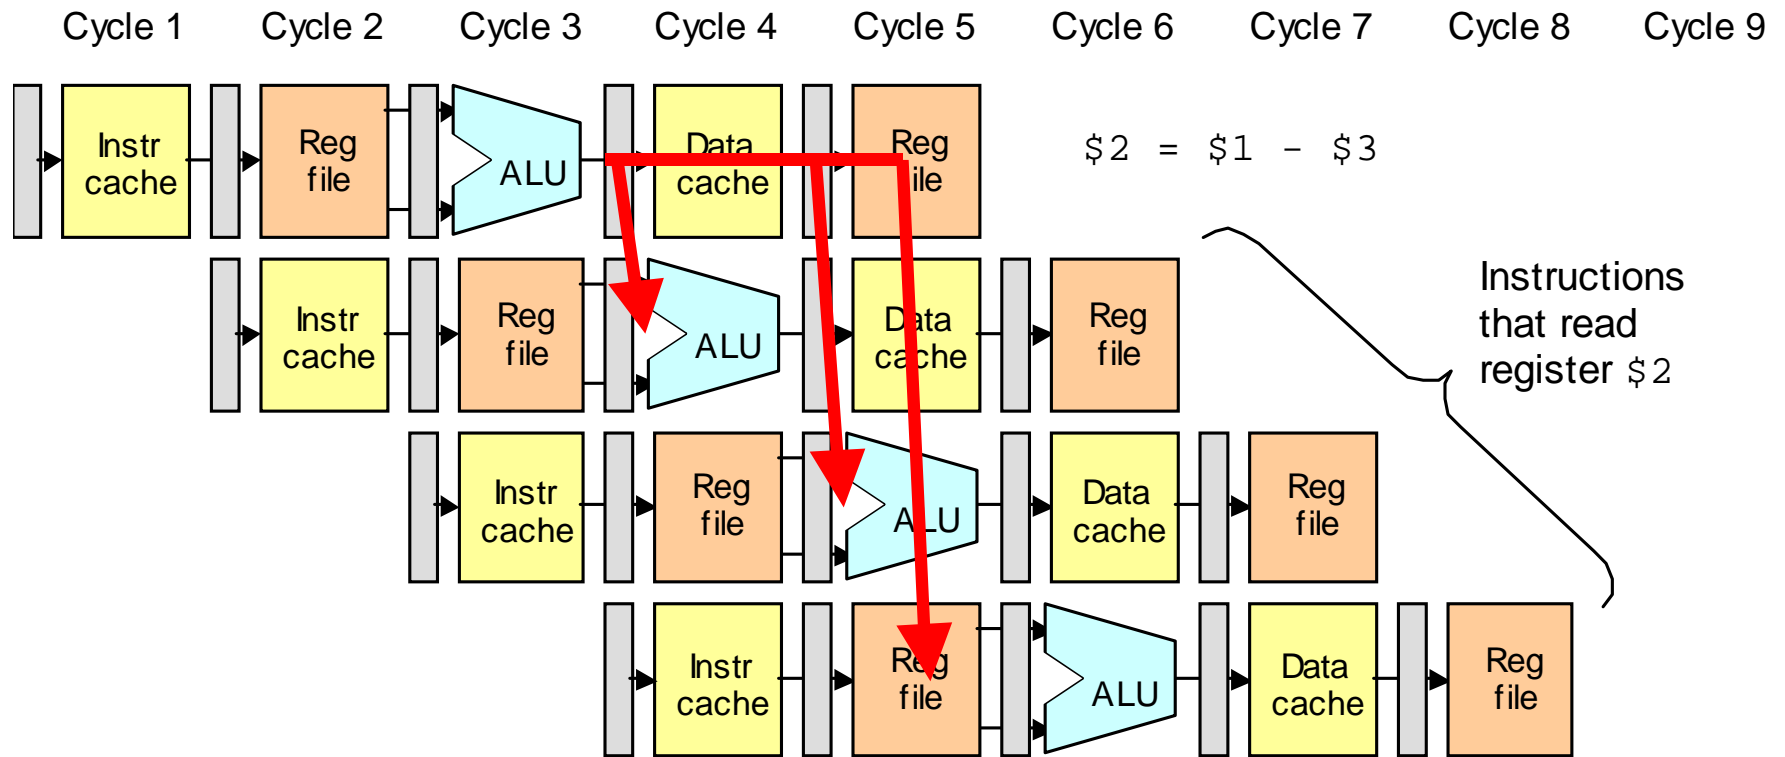 Cycle 1 Cycle 2 Cycle 3 Cycle 4 Cycle 5 Cycle 6 Cycle 7 Cycle 8 Cycle 9
Instr
cache
Reg
file
ALU
Data
cache
Reg
file
$2 = $1 - $3
Instr
cache
Reg
file
ALU
Data
cache
Reg
file
Instructions
that read
register $2
Instr
cache
Reg
file
ALU
Data
cache
Reg
file
Instr
cache
Reg
file
ALU
Data
cache
Reg
file